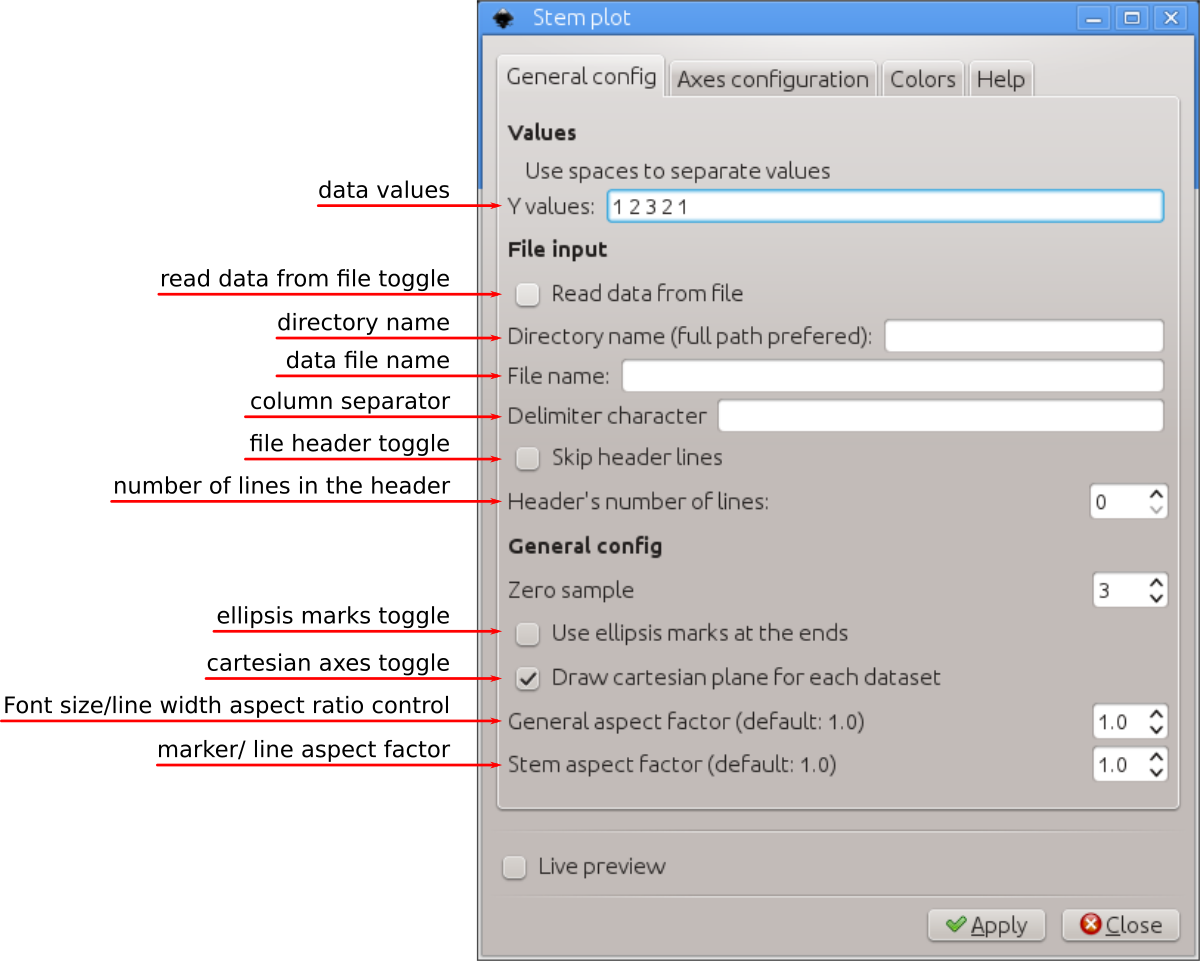 Stem plot
General config Axes configuration Colors Help
Values
Use spaces to separate values
data values
Y values: 1 2 3 2 1
File input
read data from file toggle
Read data from file
directory name
Directory name (full path prefered):
data file name
File name:
column separator
Delimiter character
file header toggle
Skip header lines
number of lines in the header
Header's number of lines: 0
General config
Zero sample 3
ellipsis marks toggle
Use ellipsis marks at the ends
cartesian axes toggle
Draw cartesian plane for each dataset
Font size/line width aspect ratio control
General aspect factor (default: 1.0) 1.0
marker/ line aspect factor
Stem aspect factor (default: 1.0) 1.0
Live preview
Apply Close